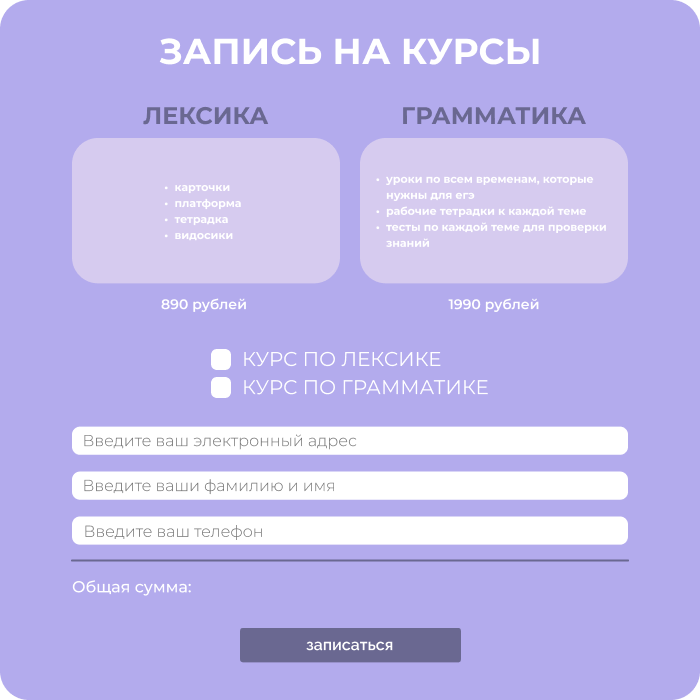 ЗАПИСЬ НА КУРСЫ
ЛЕКСИКА
• карточки
• платформа
• тетрадка
• видосики
890 рублей
ГРАММАТИКА
• уроки по всем временам, которые
нужны для егэ
• рабочие тетрадки к каждой теме
• тесты по каждой теме для проверки
знаний
1990 рублей
КУРС ПО ЛЕКСИКЕ
КУРС ПО ГРАММАТИКЕ
Введите ваш электронный адрес
Введите ваши фамилию и имя
Введите ваш телефон
Общая сумма:
записаться